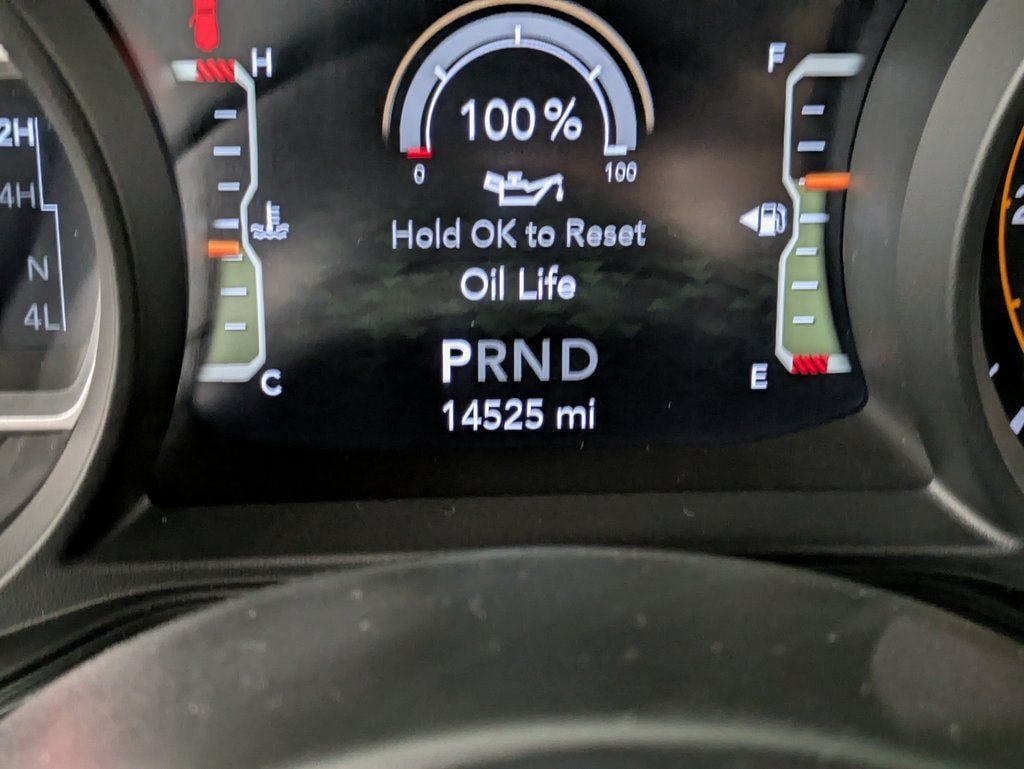 H
F
2H
100%
0
100
4H
Hold OK to Reset
Oil Life
N
4L
PRND
C
E
14525 mi